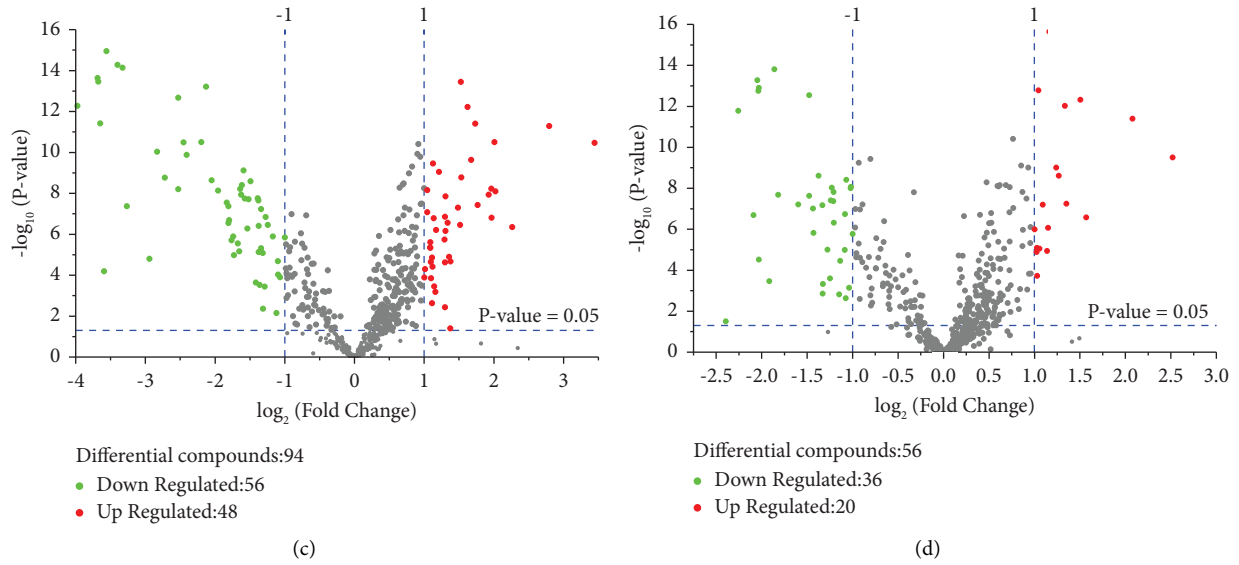 -1 1
16
14
12
10
8
6
4
2
0
-log10 (P-value)
P-value = 0.05
-4 -3 -2 -1 0 1 2 3
log2 (Fold Change)
Differential compounds:94
Down Regulated:56
Up Regulated:48
(c)
-1 1
16
14
12
10
8
6
4
2
0
-log10 (P-value)
P-value = 0.05
-2.5 -2.0 -1.5 -1.0 -0.5 0.0 0.5 1.0 1.5 2.0 2.5 3.0
log2 (Fold Change)
Differential compounds:56
Down Regulated:36
Up Regulated:20
(d)